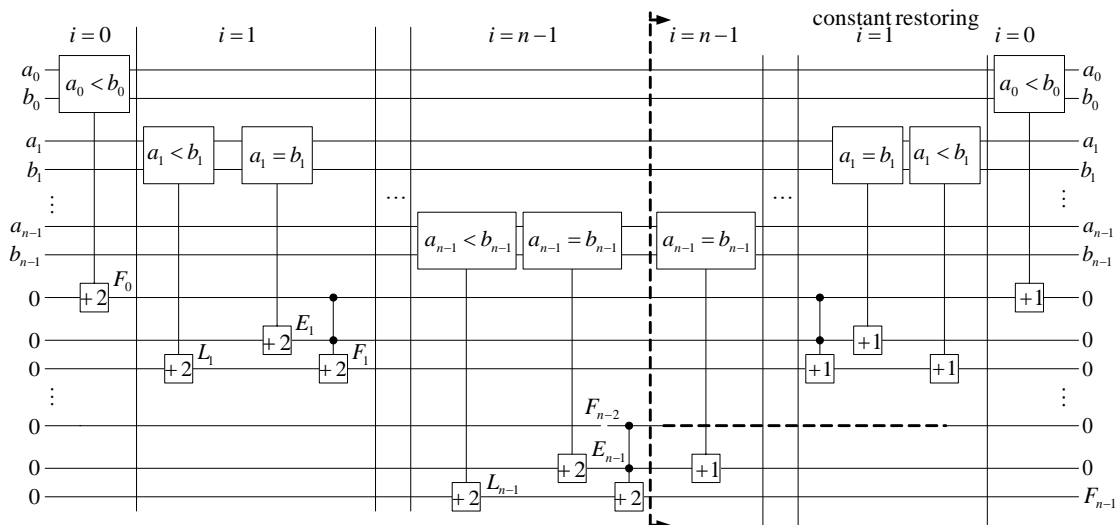 constant restoring
i=0 i=1 i=n−1 i=n−1 i=1 i=0
a₀ a₀<b₀ a₀<b₀ a₀
b₀ b₀
a₁ a₁<b₁ a₁=b₁ a₁=b₁ a₁<b₁ a₁
b₁ b₁
⋮ … … ⋮
aₙ₋₁ aₙ₋₁<bₙ₋₁ aₙ₋₁=bₙ₋₁ aₙ₋₁=bₙ₋₁ aₙ₋₁
bₙ₋₁ bₙ₋₁
0 +2 F₀ +1 0
0 +2 E₁ +1 0
0 +2 L₁ +2 F₁ +1 +1 0
⋮ ⋮
0 Fₙ₋₂ 0
0 +2 Eₙ₋₁ +1 0
0 +2 Lₙ₋₁ +2 Fₙ₋₁